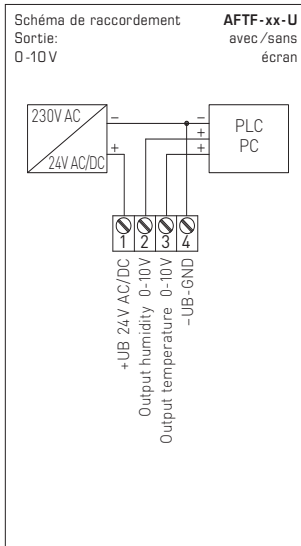 Schéma de raccordement AFTF-xx-U
Sortie: avec/sans
0-10V écran
230V AC
24V AC/DC
– –
+
+ +
PLC
PC
1 2 3 4
+UB 24V AC/DC
Output humidity 0-10V
Output temperature 0-10V
–UB-GND